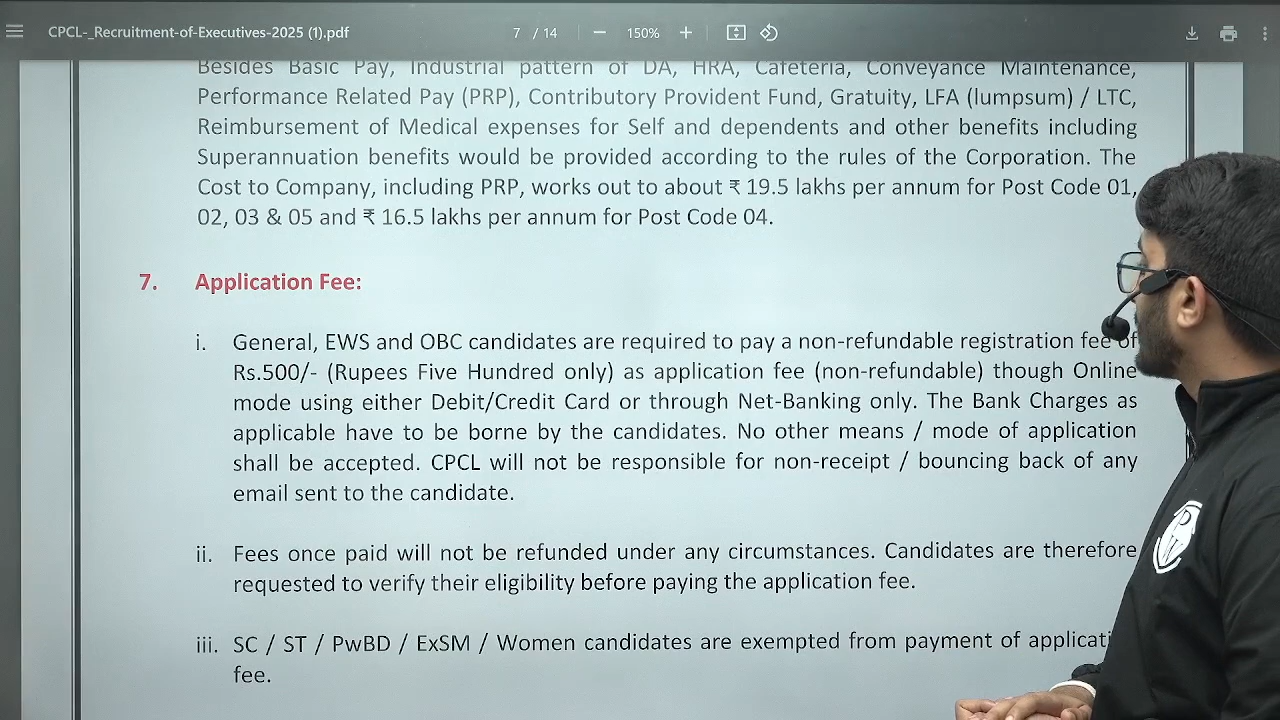 CPCL-_Recruitment-of-Executives-2025 (1).pdf
7 / 14
150%
Besides Basic Pay, Industrial pattern of DA, HRA, Cafeteria, Conveyance Maintenance,
Performance Related Pay (PRP), Contributory Provident Fund, Gratuity, LFA (lumpsum) / LTC,
Reimbursement of Medical expenses for Self and dependents and other benefits including
Superannuation benefits would be provided according to the rules of the Corporation. The
Cost to Company, including PRP, works out to about ₹ 19.5 lakhs per annum for Post Code 01,
02, 03 & 05 and ₹ 16.5 lakhs per annum for Post Code 04.
7. Application Fee:
i. General, EWS and OBC candidates are required to pay a non-refundable registration fee of
Rs.500/- (Rupees Five Hundred only) as application fee (non-refundable) though Online
mode using either Debit/Credit Card or through Net-Banking only. The Bank Charges as
applicable have to be borne by the candidates. No other means / mode of application
shall be accepted. CPCL will not be responsible for non-receipt / bouncing back of any
email sent to the candidate.
ii. Fees once paid will not be refunded under any circumstances. Candidates are therefore
requested to verify their eligibility before paying the application fee.
iii. SC / ST / PwBD / ExSM / Women candidates are exempted from payment of applicati
fee.